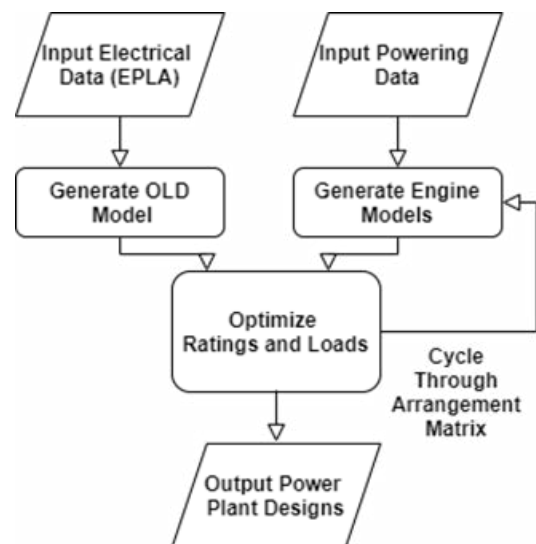 Input Electrical
Data (EPLA)
Input Powering
Data
Generate OLD
Model
Generate Engine
Models
Optimize
Ratings and Loads
Cycle
Through
Arrangement
Matrix
Output Power
Plant Designs